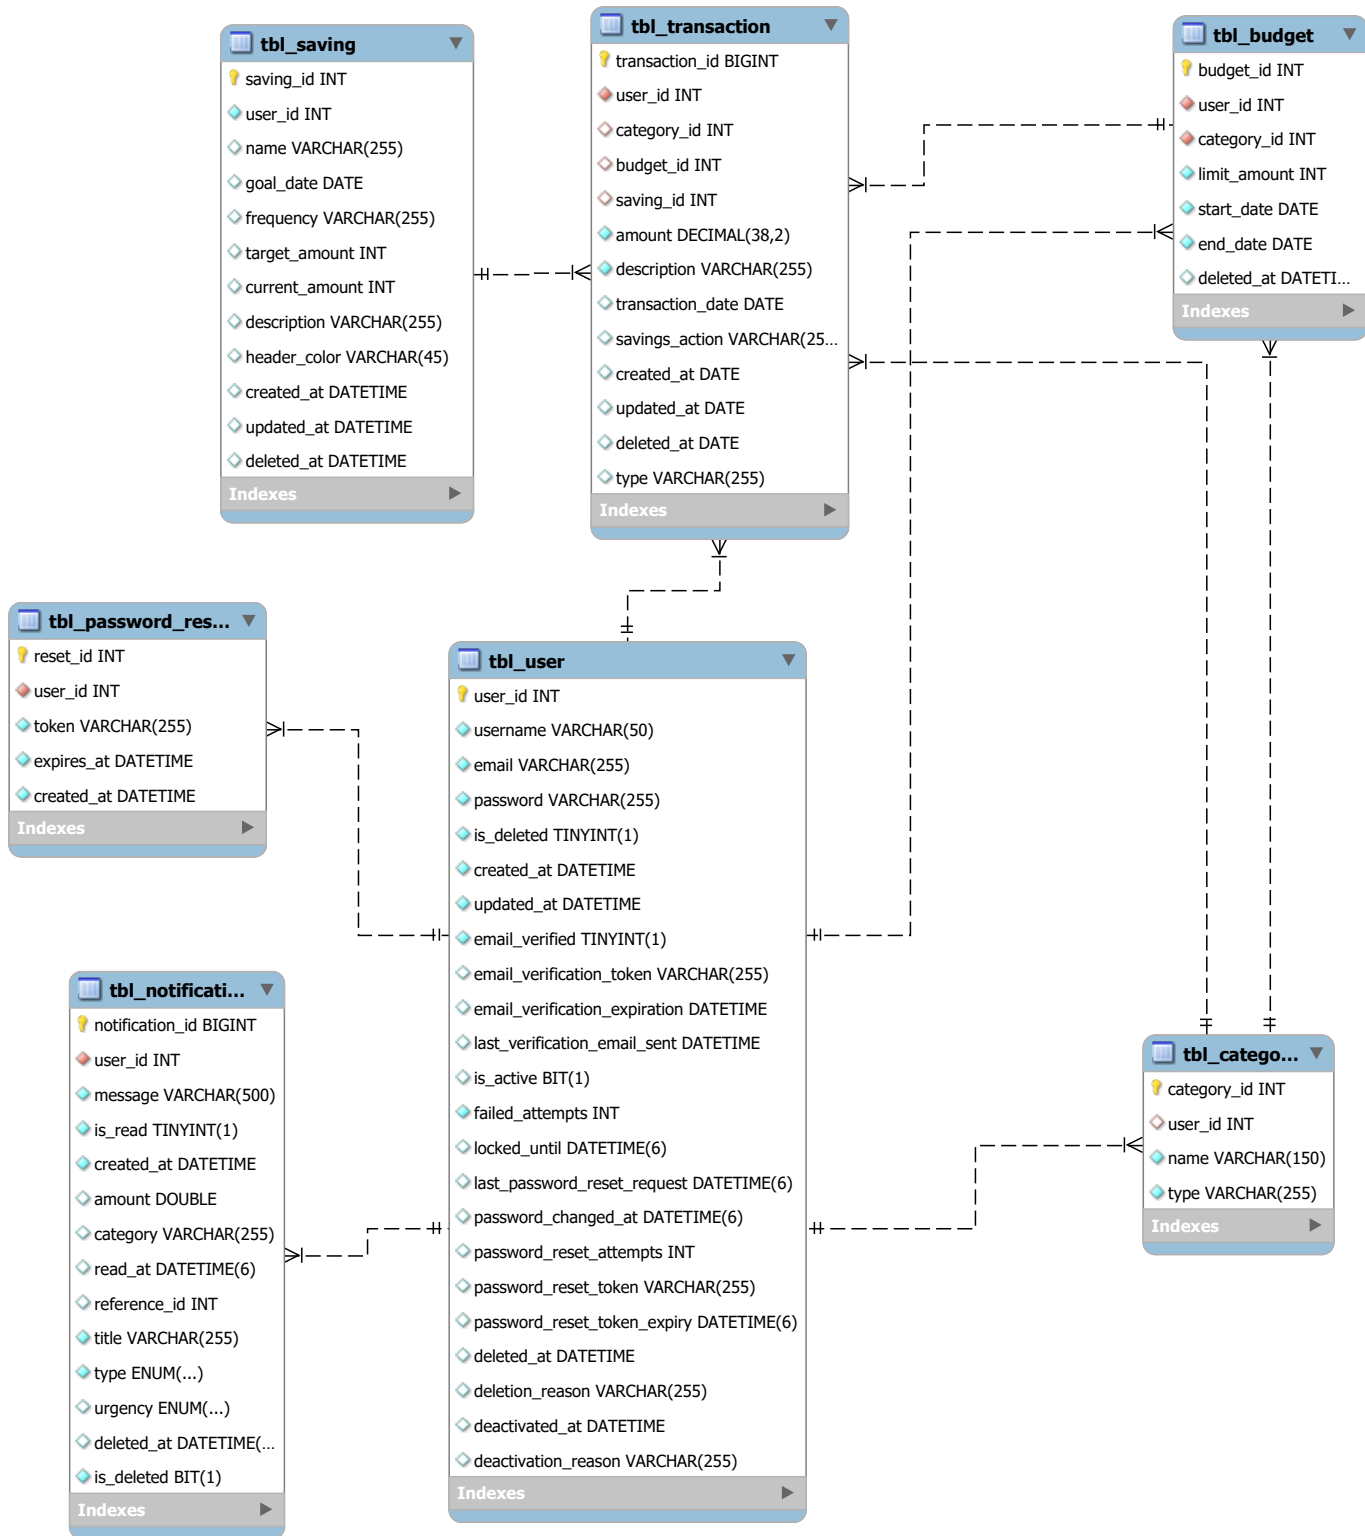 tbl_saving
saving_id INT
user_id INT
name VARCHAR(255)
goal_date DATE
frequency VARCHAR(255)
target_amount INT
current_amount INT
description VARCHAR(255)
header_color VARCHAR(45)
created_at DATETIME
updated_at DATETIME
deleted_at DATETIME
Indexes
tbl_transaction
transaction_id BIGINT
user_id INT
category_id INT
budget_id INT
saving_id INT
amount DECIMAL(38,2)
description VARCHAR(255)
transaction_date DATE
savings_action VARCHAR(25...
created_at DATE
updated_at DATE
deleted_at DATE
type VARCHAR(255)
Indexes
tbl_budget
budget_id INT
user_id INT
category_id INT
limit_amount INT
start_date DATE
end_date DATE
deleted_at DATETI...
Indexes
tbl_password_res...
reset_id INT
user_id INT
token VARCHAR(255)
expires_at DATETIME
created_at DATETIME
Indexes
tbl_user
user_id INT
username VARCHAR(50)
email VARCHAR(255)
password VARCHAR(255)
is_deleted TINYINT(1)
created_at DATETIME
updated_at DATETIME
email_verified TINYINT(1)
email_verification_token VARCHAR(255)
email_verification_expiration DATETIME
last_verification_email_sent DATETIME
is_active BIT(1)
failed_attempts INT
locked_until DATETIME(6)
last_password_reset_request DATETIME(6)
password_changed_at DATETIME(6)
password_reset_attempts INT
password_reset_token VARCHAR(255)
password_reset_token_expiry DATETIME(6)
deleted_at DATETIME
deletion_reason VARCHAR(255)
deactivated_at DATETIME
deactivation_reason VARCHAR(255)
Indexes
tbl_notificati...
notification_id BIGINT
user_id INT
message VARCHAR(500)
is_read TINYINT(1)
created_at DATETIME
amount DOUBLE
category VARCHAR(255)
read_at DATETIME(6)
reference_id INT
title VARCHAR(255)
type ENUM(...)
urgency ENUM(...)
deleted_at DATETIME(...
is_deleted BIT(1)
Indexes
tbl_catego...
category_id INT
user_id INT
name VARCHAR(150)
type VARCHAR(255)
Indexes